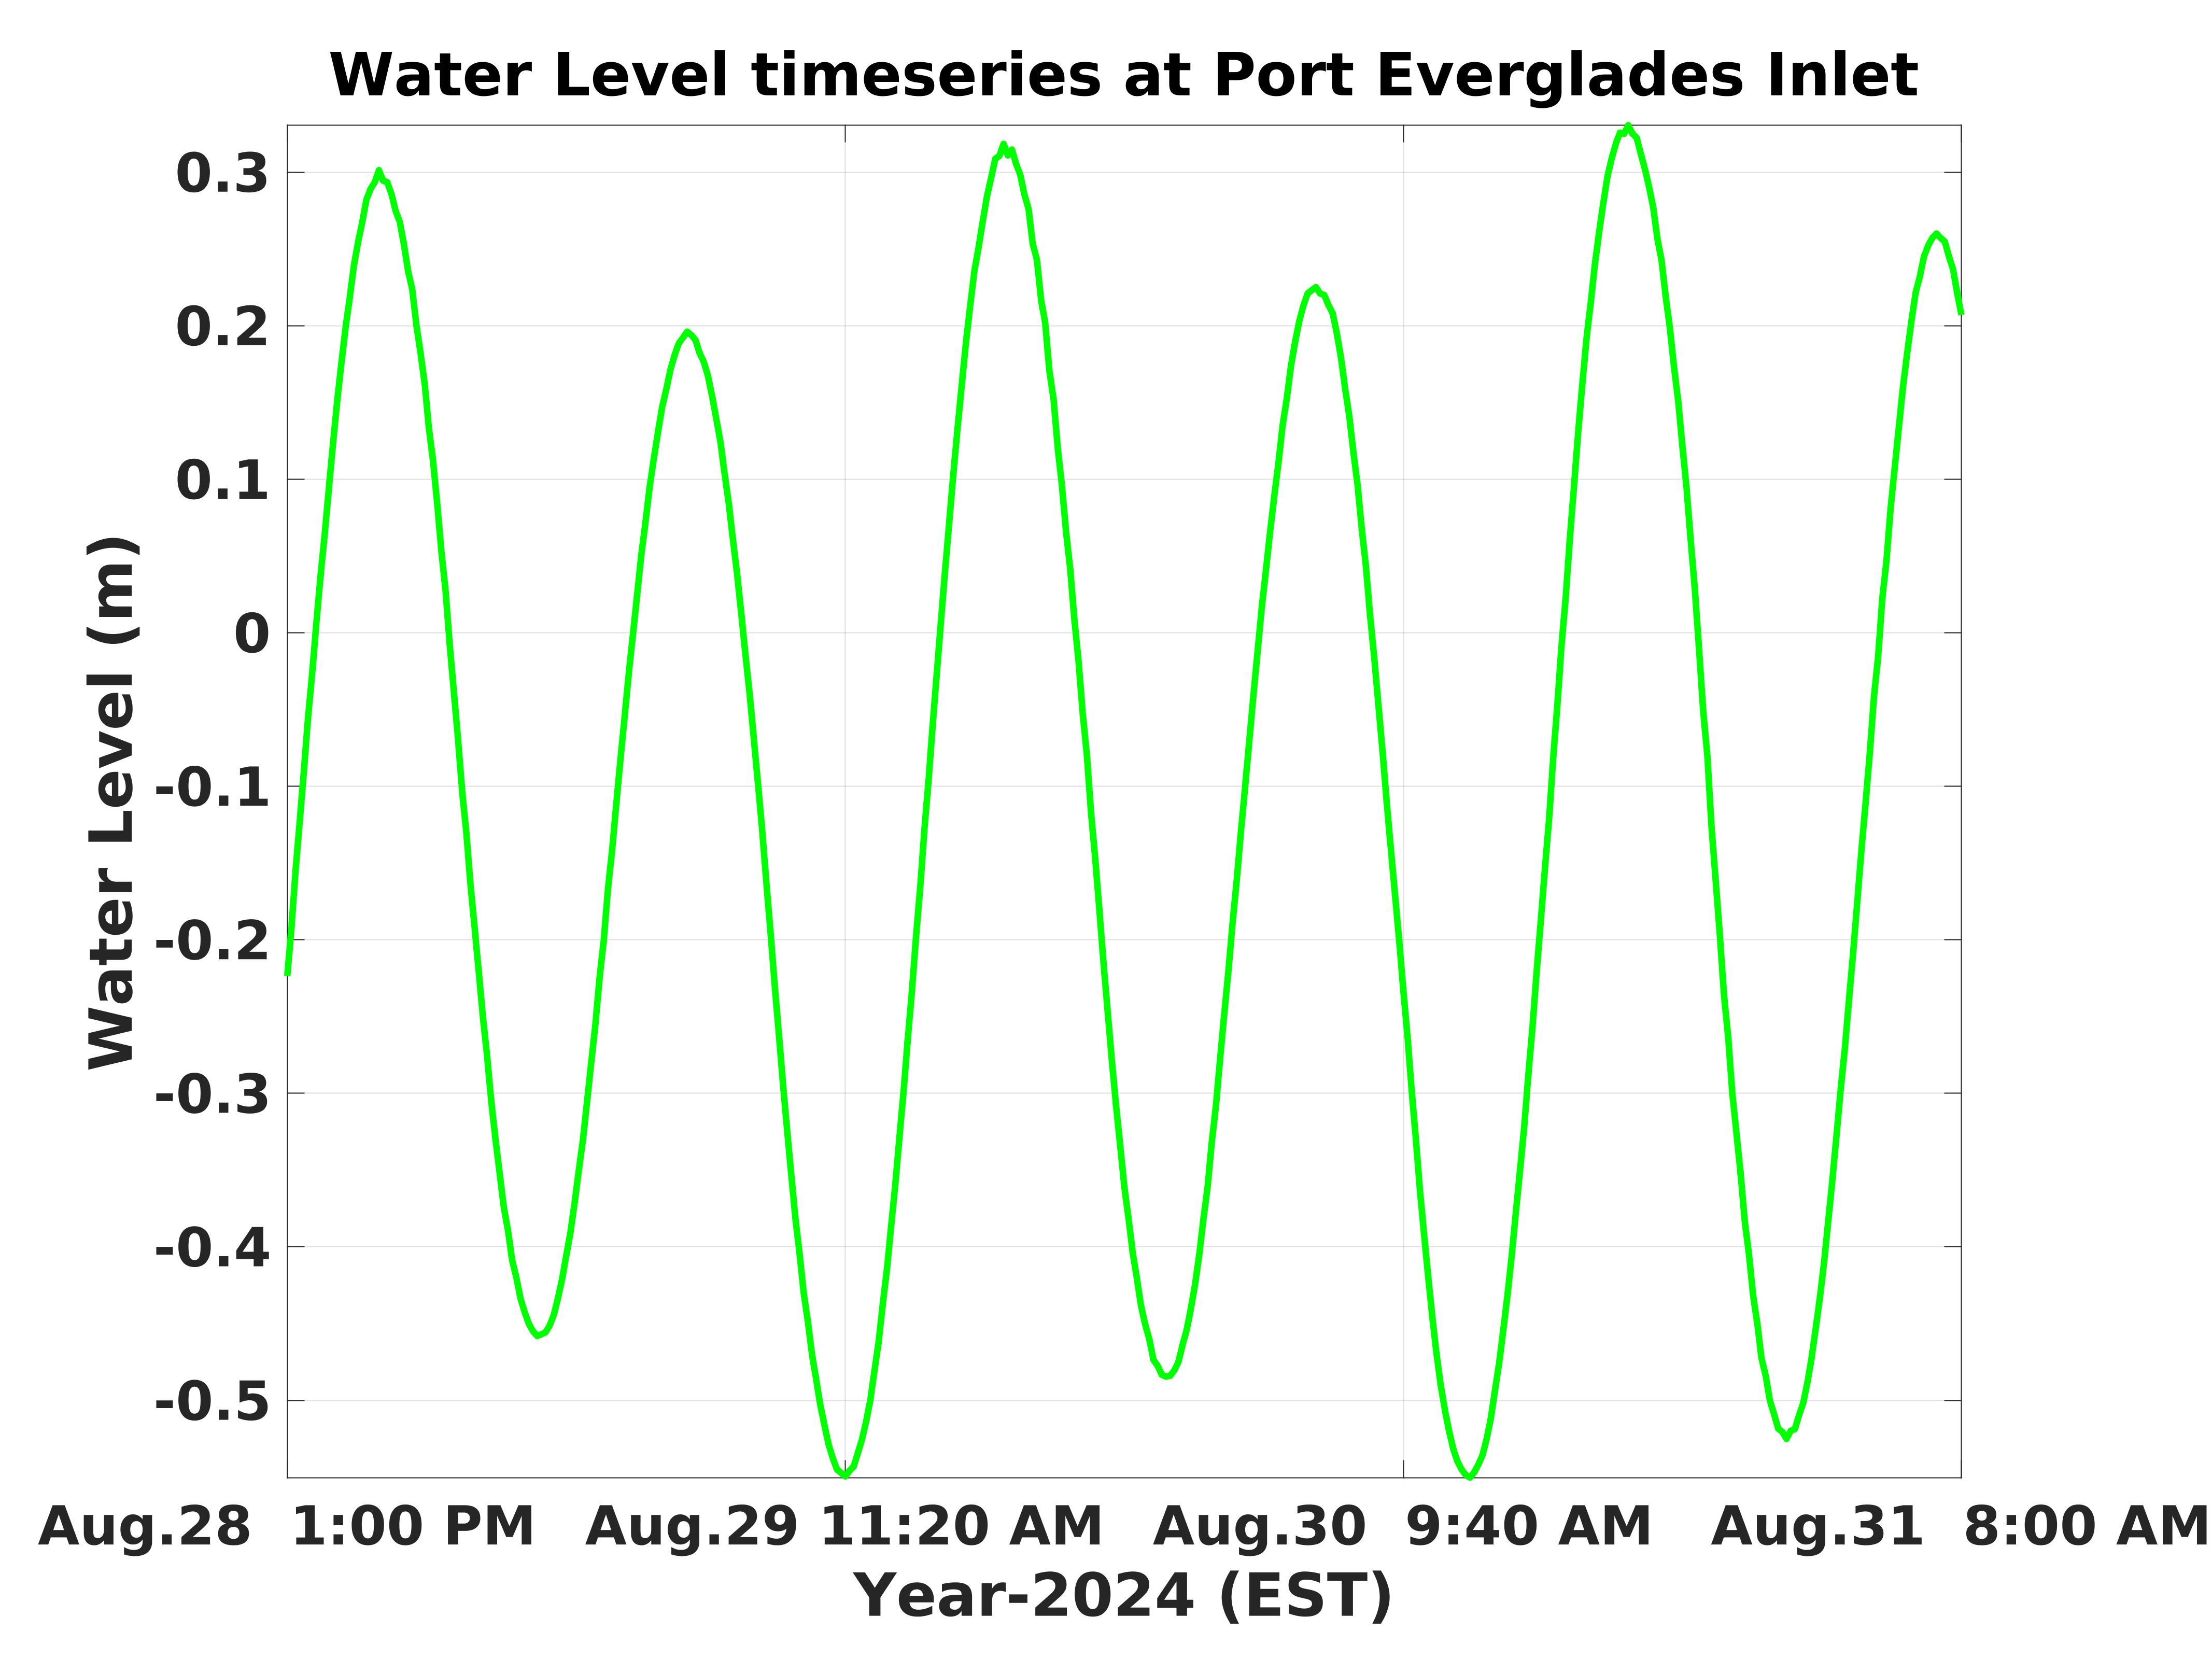 Water Level timeseries at Port Everglades Inlet
0.3
0.2
0.1
0
-0.1
-0.2
-0.3
-0.4
-0.5
Water Level (m)
Aug.28 1:00 PM Aug.29 11:20 AM Aug.30 9:40 AM Aug.31 8:00 AM
Year-2024 (EST)